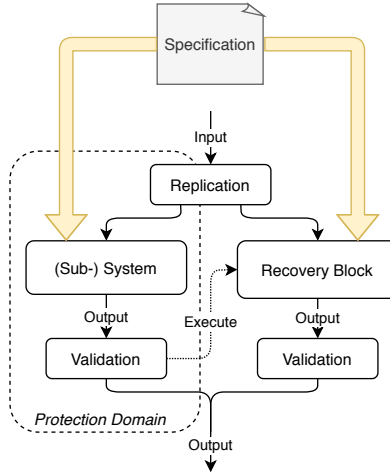 Specification
Input
Replication
(Sub-) System
Recovery Block
Output
Output
Execute
Validation
Validation
Protection Domain
Output